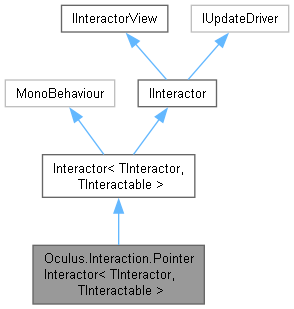 IInteractorView
IUpdateDriver
MonoBehaviour
IInteractor
Interactor< TInteractor,
TInteractable >
Oculus.Interaction.Pointer
Interactor< TInteractor,
TInteractable >